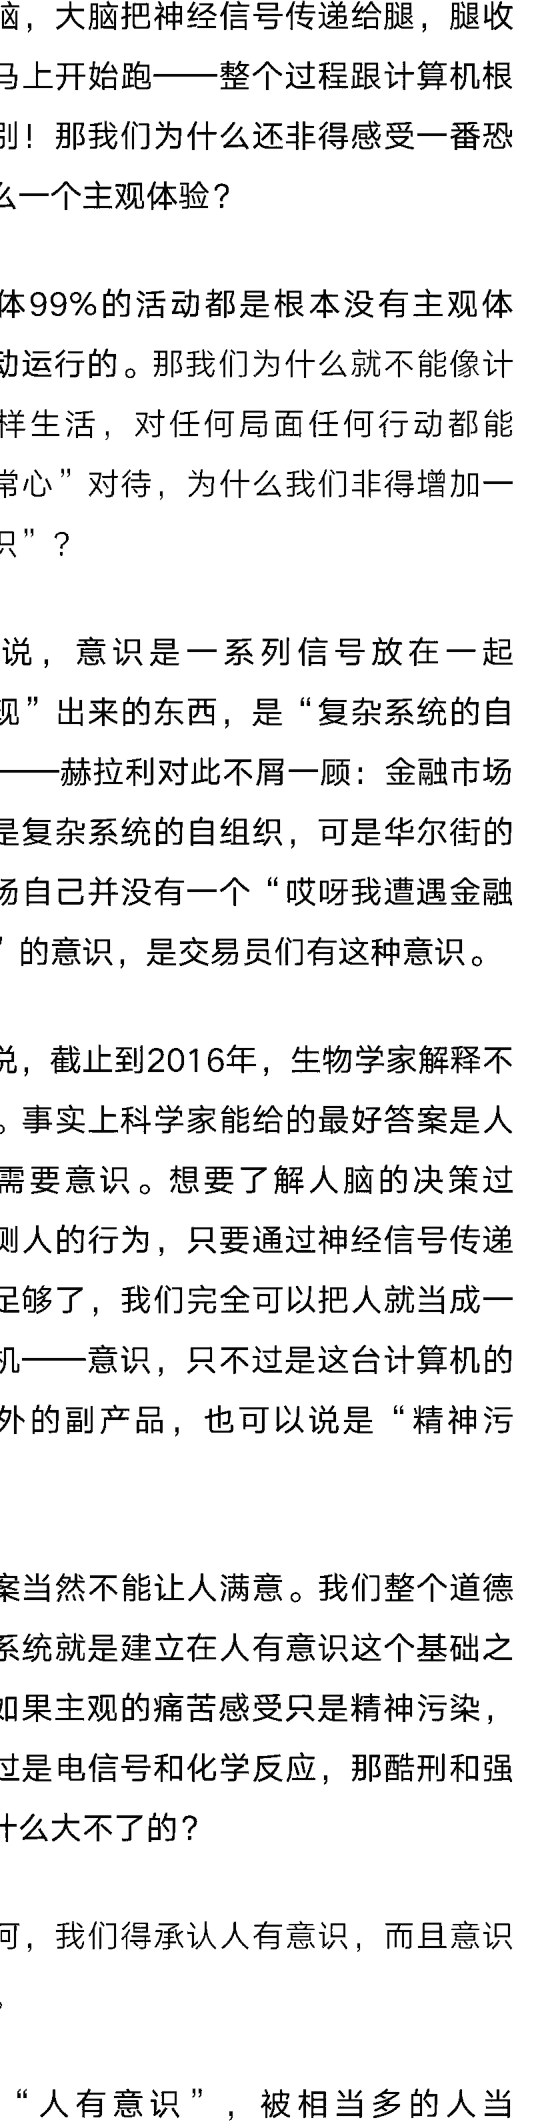 脑，大脑把神经信号传递给腿，腿收
马上开始跑——整个过程跟计算机根
别！那我们为什么还非得感受一番恐
么一个主观体验？
体99%的活动都是根本没有主观体
动运行的。那我们为什么就不能像计
样生活，对任何局面任何行动都能
常心”对待，为什么我们非得增加一
识”？
说，意识是一系列信号放在一起
现”出来的东西，是“复杂系统的自
——赫拉利对此不屑一顾：金融市场
是复杂系统的自组织，可是华尔街的
场自己并没有一个“哎呀我遭遇金融
”的意识，是交易员们有这种意识。
说，截止到2016年，生物学家解释不
。事实上科学家能给的最好答案是人
需要意识。想要了解人脑的决策过
测人的行为，只要通过神经信号传递
足够了，我们完全可以把人就当成一
机——意识，只不过是这台计算机的
外的副产品，也可以说是“精神污
案当然不能让人满意。我们整个道德
系统就是建立在人有意识这个基础之
如果主观的痛苦感受只是精神污染，
过是电信号和化学反应，那酷刑和强
什么大不了的？
何，我们得承认人有意识，而且意识
。
“人有意识”，被相当多的人当